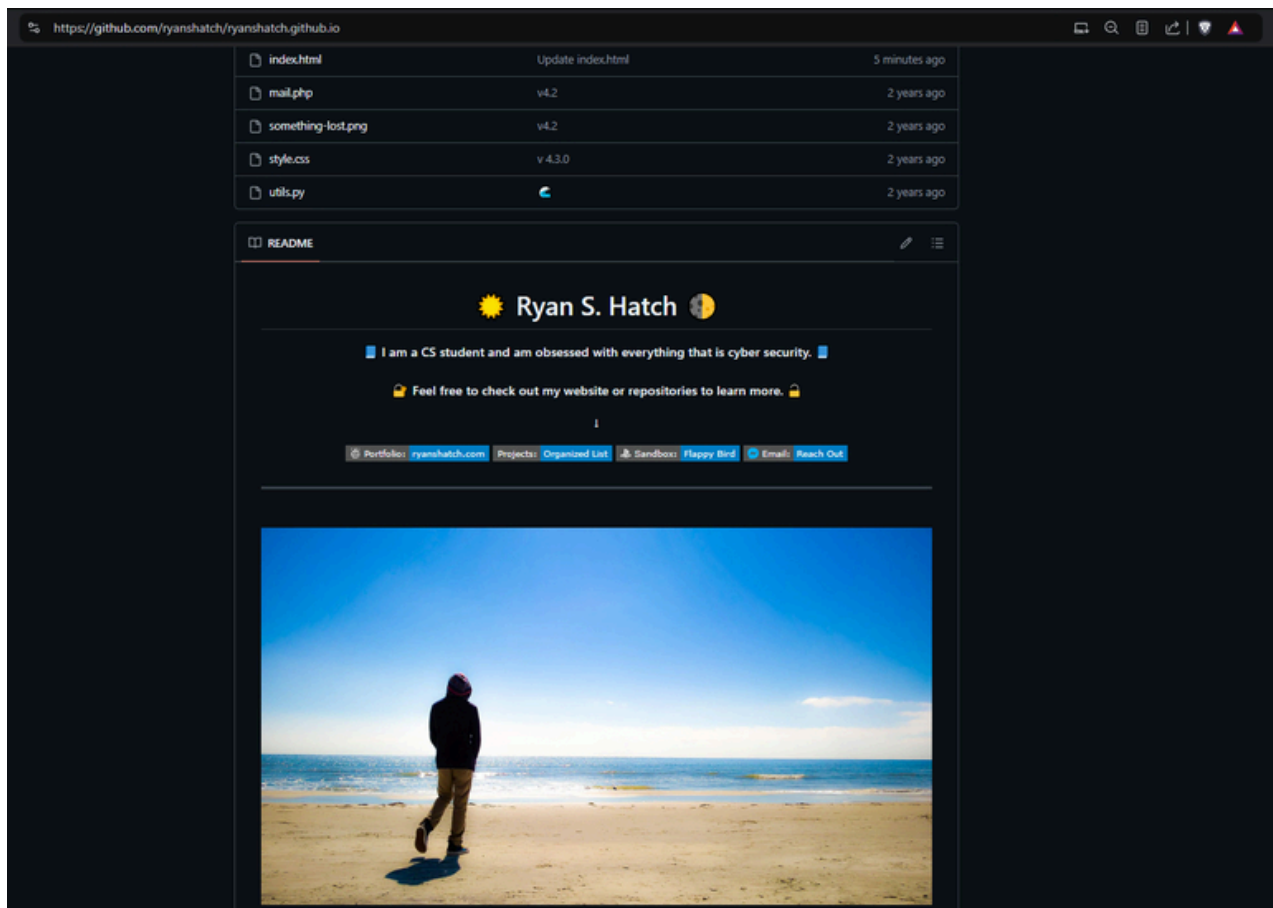 https://github.com/ryanshatch/ryanshatch.github.io
index.html Update index.html 5 minutes ago
mail.php v4.2 2 years ago
something-lost.png v4.2 2 years ago
style.css v 4.3.0 2 years ago
utils.py 🌊 2 years ago
README
☀️ Ryan S. Hatch 🌗
📘 I am a CS student and am obsessed with everything that is cyber security. 📘
🔐 Feel free to check out my website or repositories to learn more. 🔓
↓
Portfolio: ryanshatch.com Projects: Organized List Sandbox: Flappy Bird Email: Reach Out